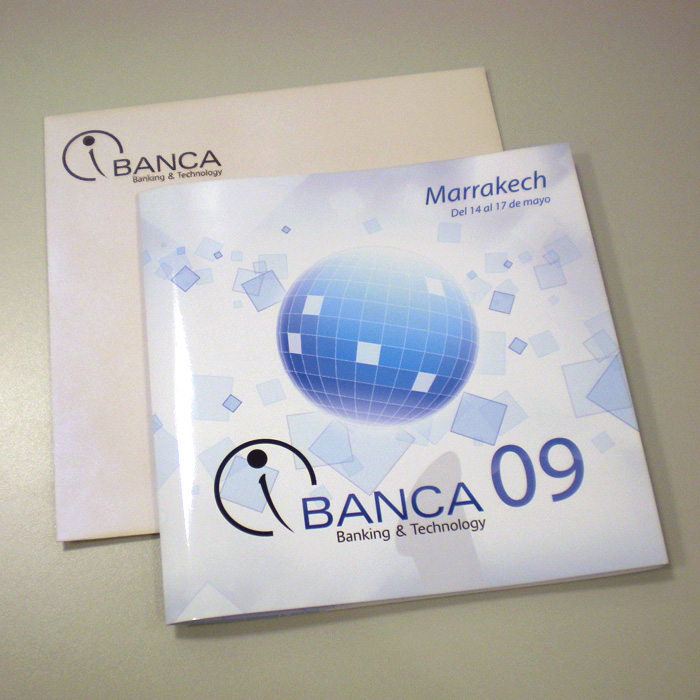 i BANCA
Banking & Technology
Marrakech
Del 14 al 17 de mayo
i BANCA 09
Banking & Technology